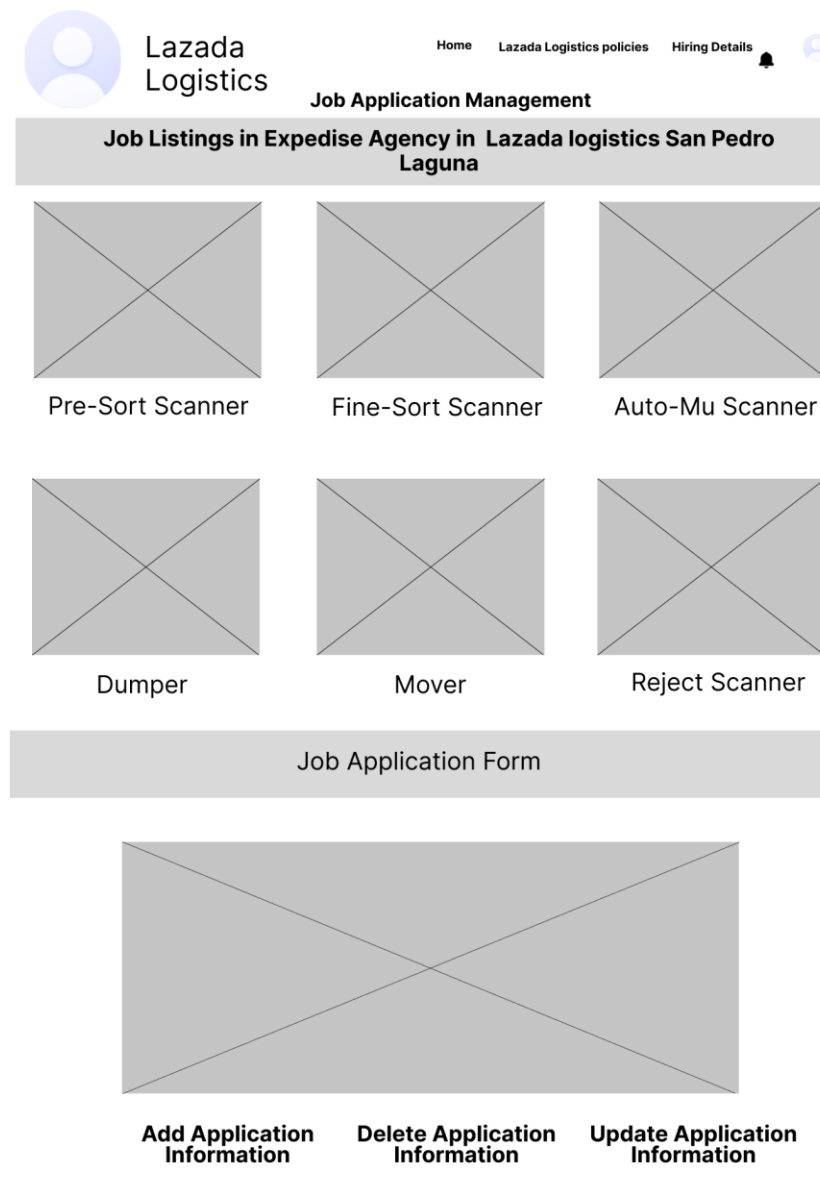 Lazada
Logistics
Home
Lazada Logistics policies
Hiring Details
Job Application Management
Job Listings in Expedise Agency in Lazada logistics San Pedro
Laguna
Pre-Sort Scanner
Fine-Sort Scanner
Auto-Mu Scanner
Dumper
Mover
Reject Scanner
Job Application Form
Add Application
Information
Delete Application
Information
Update Application
Information